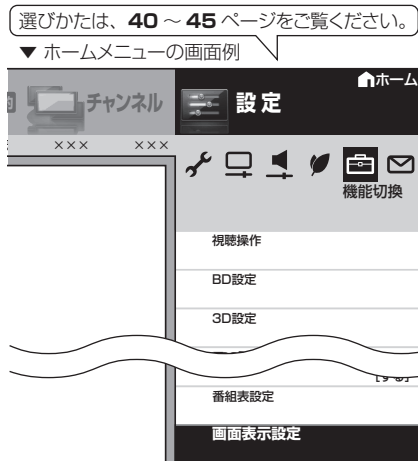 選びかたは、40～45ページをご覧ください。
▼ ホームメニューの画面例
ホーム
チャンネル
設定
××× ×××
機能切換
視聴操作
BD設定
3D設定
番組表設定
画面表示設定